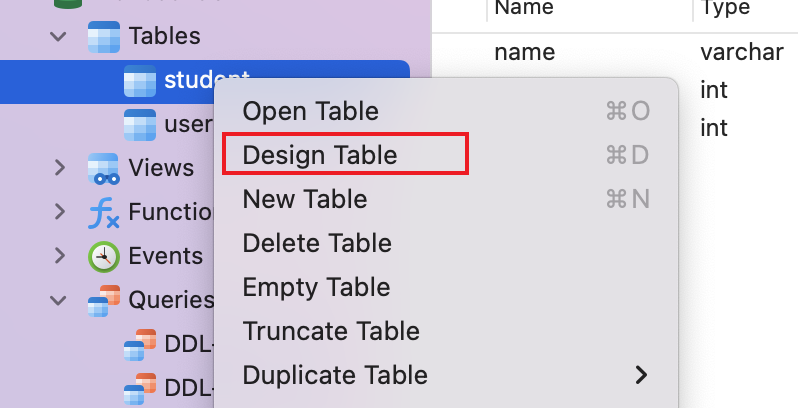 Name Type
Tables
name varchar
student
int
Open Table ⌘O
user
int
Design Table ⌘D
Views
New Table ⌘N
Functio
Delete Table
Events
Empty Table
Queries
Truncate Table
DDL-
Duplicate Table
DDL-